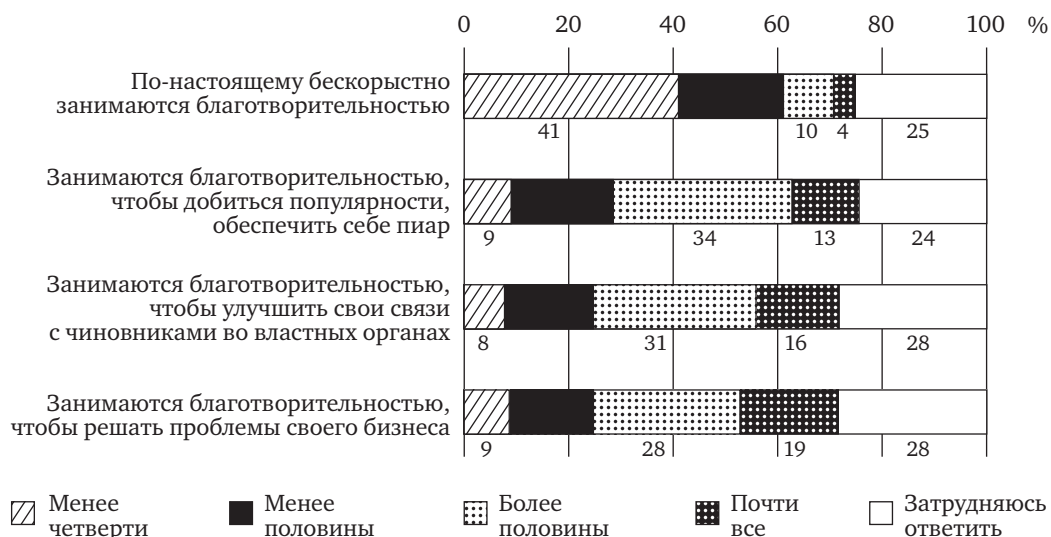 0 20 40 60 80 100 %
По-настоящему бескорыстно
занимаются благотворительностью
41 10 4 25
Занимаются благотворительностью,
чтобы добиться популярности,
обеспечить себе пиар
9 34 13 24
Занимаются благотворительностью,
чтобы улучшить свои связи
с чиновниками во властных органах
8 31 16 28
Занимаются благотворительностью,
чтобы решать проблемы своего бизнеса
9 28 19 28
Менее
четверти
Менее
половины
Более
половины
Почти
все
Затрудняюсь
ответить